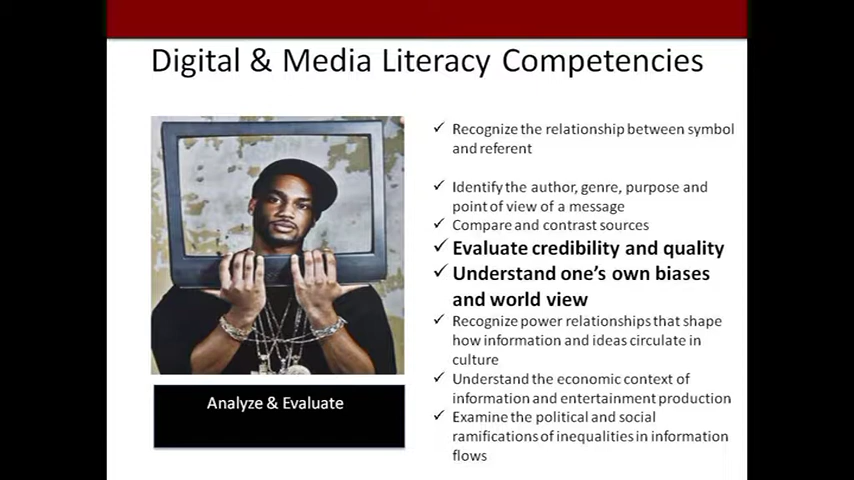 Digital & Media Literacy Competencies
✓ Recognize the relationship between symbol
and referent
✓ Identify the author, genre, purpose and
point of view of a message
✓ Compare and contrast sources
✓ Evaluate credibility and quality
✓ Understand one's own biases
and world view
✓ Recognize power relationships that shape
how information and ideas circulate in
culture
✓ Understand the economic context of
information and entertainment production
✓ Examine the political and social
ramifications of inequalities in information
flows
Analyze & Evaluate